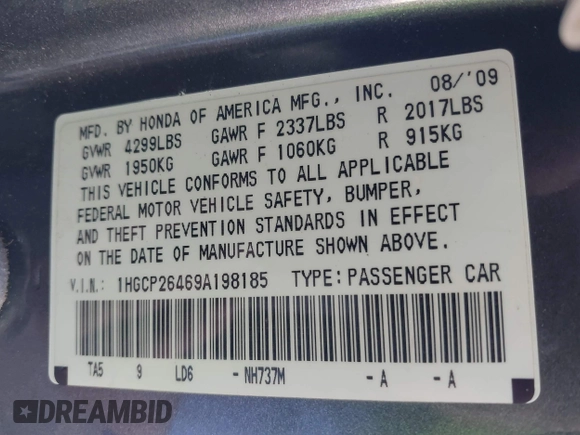 MFD. BY HONDA OF AMERICA MFG., INC. 08/'09
GVWR 4299LBS GAWR F 2337LBS R 2017LBS
GVWR 1950KG GAWR F 1060KG R 915KG
THIS VEHICLE CONFORMS TO ALL APPLICABLE
FEDERAL MOTOR VEHICLE SAFETY, BUMPER,
AND THEFT PREVENTION STANDARDS IN EFFECT
ON THE DATE OF MANUFACTURE SHOWN ABOVE.
V.I.N.: 1HGCP26469A198185 TYPE:PASSENGER CAR
TA5 9 LD6 - NH737M - A - A
DREAMBID